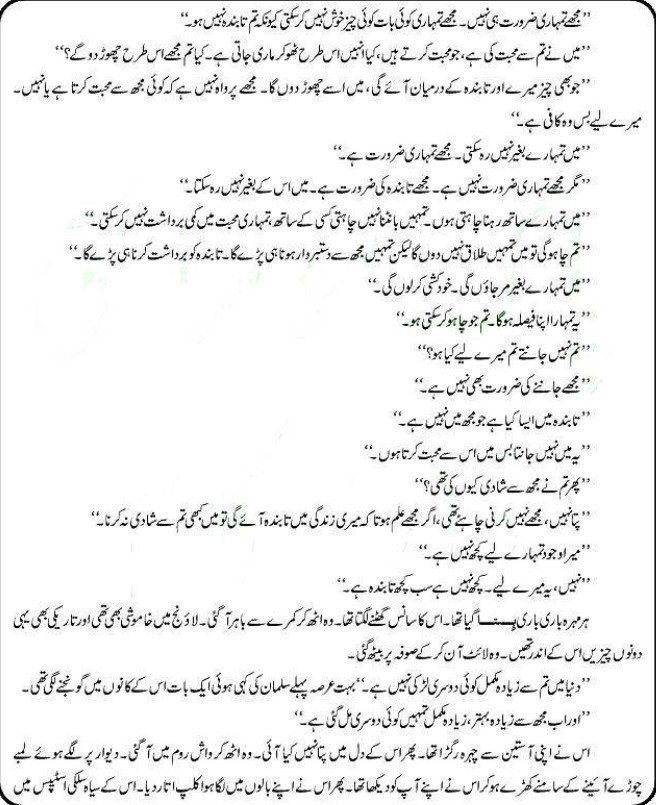 ’’مجھے تمہاری ضرورت ہی نہیں۔ مجھے تمہاری کوئی بات کوئی چیز خوش نہیں کر سکتی کیونکہ تم تابندہ نہیں ہو۔‘‘
’’میں نے تم سے محبت کی ہے، جو محبت کرتے ہیں، کیا انہیں اس طرح ٹھوکر ماری جاتی ہے۔ کیا تم مجھے اس طرح چھوڑ دو گے؟‘‘
’’جو بھی چیز میرے اور تابندہ کے درمیان آئے گی، میں اسے چھوڑ دوں گا۔ مجھے پرواہ نہیں ہے کہ کوئی مجھ سے محبت کرتا ہے یا نہیں۔
میرے لیے بس وہ کافی ہے۔‘‘
’’میں تمہارے بغیر نہیں رہ سکتی۔ مجھے تمہاری ضرورت ہے۔‘‘
’’مگر مجھے تمہاری ضرورت نہیں ہے۔ مجھے تابندہ کی ضرورت ہے۔ میں اس کے بغیر نہیں رہ سکتا۔‘‘
’’میں تمہارے ساتھ رہنا چاہتی ہوں۔ تمہیں بانٹنا نہیں چاہتی کسی کے ساتھ، تمہاری محبت میں کمی برداشت نہیں کر سکتی۔‘‘
’’تم چاہو گی تو میں تمہیں طلاق نہیں دوں گا لیکن تمہیں مجھ سے دستبردار ہونا ہی پڑے گا۔ تابندہ کو برداشت کرنا ہی پڑے گا۔‘‘
’’میں تمہارے بغیر مر جاؤں گی۔ خودکشی کر لوں گی۔‘‘
’’یہ تمہارا اپنا فیصلہ ہوگا۔ تم جو چاہو کر سکتی ہو۔‘‘
’’تم نہیں جانتے تم میرے لیے کیا ہو؟‘‘
’’مجھے جاننے کی ضرورت بھی نہیں ہے۔‘‘
’’تابندہ میں ایسا کیا ہے جو مجھ میں نہیں ہے۔‘‘
’’یہ میں نہیں جانتا بس میں اس سے محبت کرتا ہوں۔‘‘
’’پھر تم نے مجھ سے شادی کیوں کی تھی؟‘‘
’’پتا نہیں، مجھے نہیں کرنی چاہئے تھی، اگر مجھے علم ہوتا کہ میری زندگی میں تابندہ آئے گی تو میں کبھی تم سے شادی نہ کرتا۔‘‘
’’میرا وجود تمہارے لیے کچھ نہیں ہے۔‘‘
’’نہیں، یہ میرے لیے۔ کچھ نہیں ہے سب کچھ تابندہ ہے۔‘‘
ہر مہرہ باری باری پٹتا گیا تھا۔ اس کا سانس گھٹنے لگتا تھا۔ وہ اٹھ کر کمرے سے باہر آ گئی۔ لاؤنج میں خاموشی بھی تھی اور تاریکی بھی یہی
دونوں چیزیں اس کے اندر تھیں۔ وہ لائٹ آن کر کے صوفہ پر بیٹھ گئی۔
’’دنیا میں تم سے زیادہ مکمل کوئی دوسری لڑکی نہیں ہے۔‘‘ بہت عرصہ پہلے سلمان کی کہی ہوئی ایک بات اس کے کانوں میں گونجنے لگی تھی۔
’’اور اب مجھ سے زیادہ بہتر، زیادہ مکمل تمہیں کوئی دوسری مل گئی ہے۔‘‘
اس نے اپنی آستین سے چہرہ رگڑا تھا۔ پھر اس کے دل میں پتا نہیں کیا آئی۔ وہ اٹھ کر واش روم میں آ گئی۔ دیوار پر لگے ہوئے لمبے
چوڑے آئینے کے سامنے کھڑے ہو کر اس نے اپنے آپ کو دیکھا تھا۔ پھر اس نے اپنے بالوں میں لگا ہوا کلپ اتار دیا۔ اس کے سیاہ سلکی اسٹیپس میں